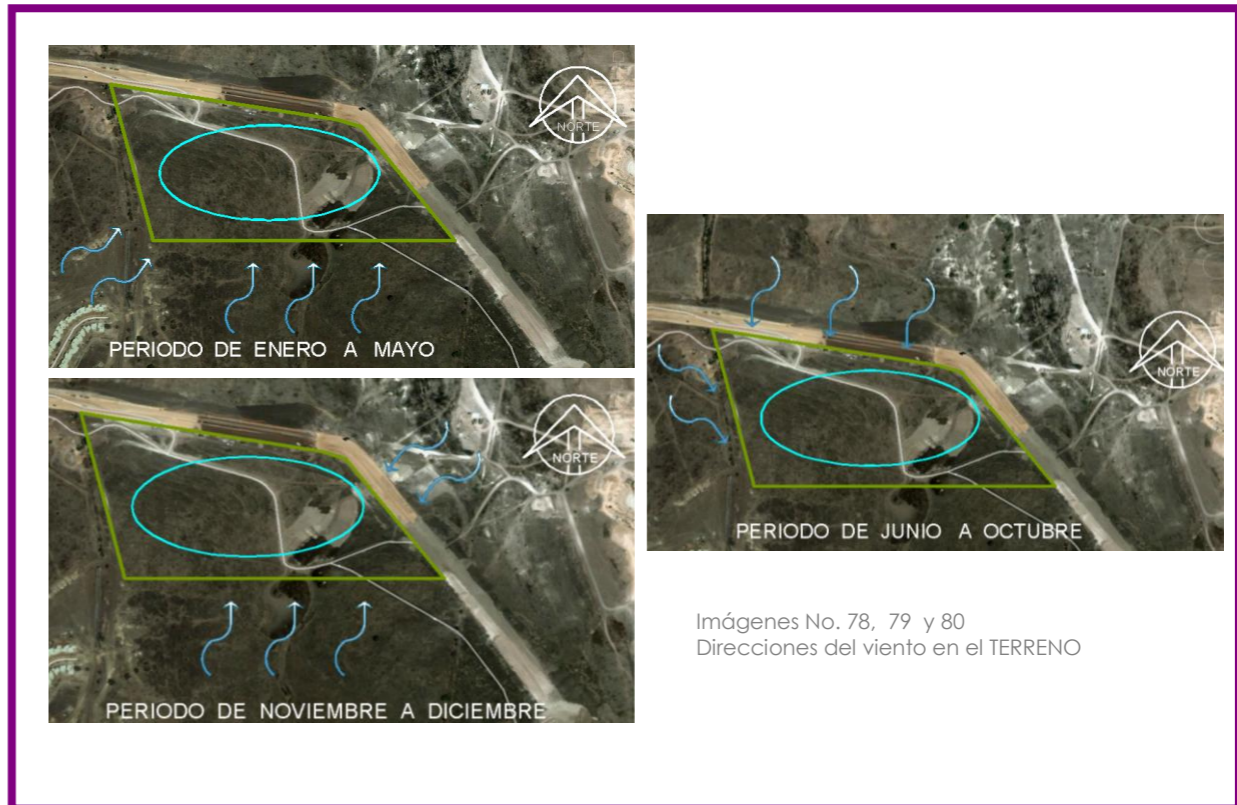 NORTE
PERIODO DE ENERO A MAYO
NORTE
PERIODO DE NOVIEMBRE A DICIEMBRE
NORTE
PERIODO DE JUNIO A OCTUBRE
Imágenes No. 78, 79 y 80
Direcciones del viento en el TERRENO